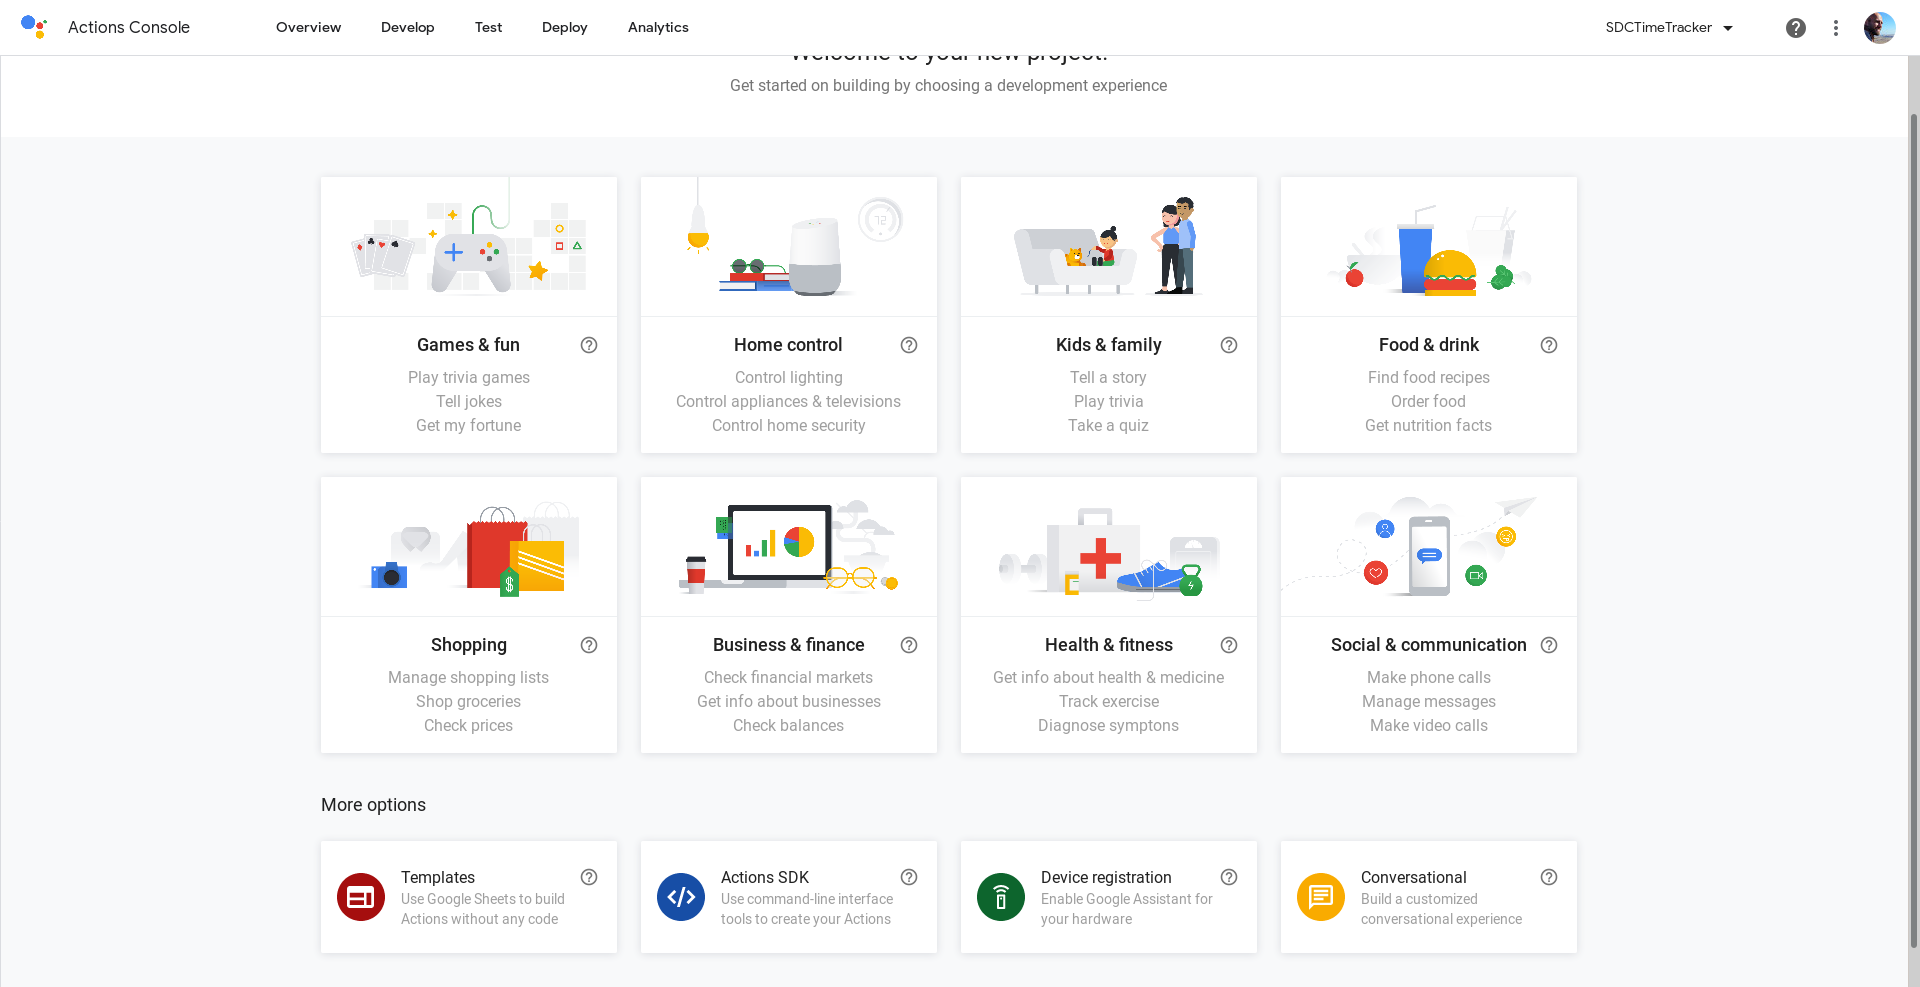 Actions Console
Overview
Develop
Test
Deploy
Analytics
SDCTimeTracker
Welcome to your new project!
Get started on building by choosing a development experience
72
Games & fun
Play trivia games
Tell jokes
Get my fortune
Home control
Control lighting
Control appliances & televisions
Control home security
Kids & family
Tell a story
Play trivia
Take a quiz
Food & drink
Find food recipes
Order food
Get nutrition facts
$
Shopping
Manage shopping lists
Shop groceries
Check prices
Business & finance
Check financial markets
Get info about businesses
Check balances
Health & fitness
Get info about health & medicine
Track exercise
Diagnose symptons
Social & communication
Make phone calls
Manage messages
Make video calls
More options
Templates
Use Google Sheets to build
Actions without any code
Actions SDK
Use command-line interface
tools to create your Actions
Device registration
Enable Google Assistant for
your hardware
Conversational
Build a customized
conversational experience